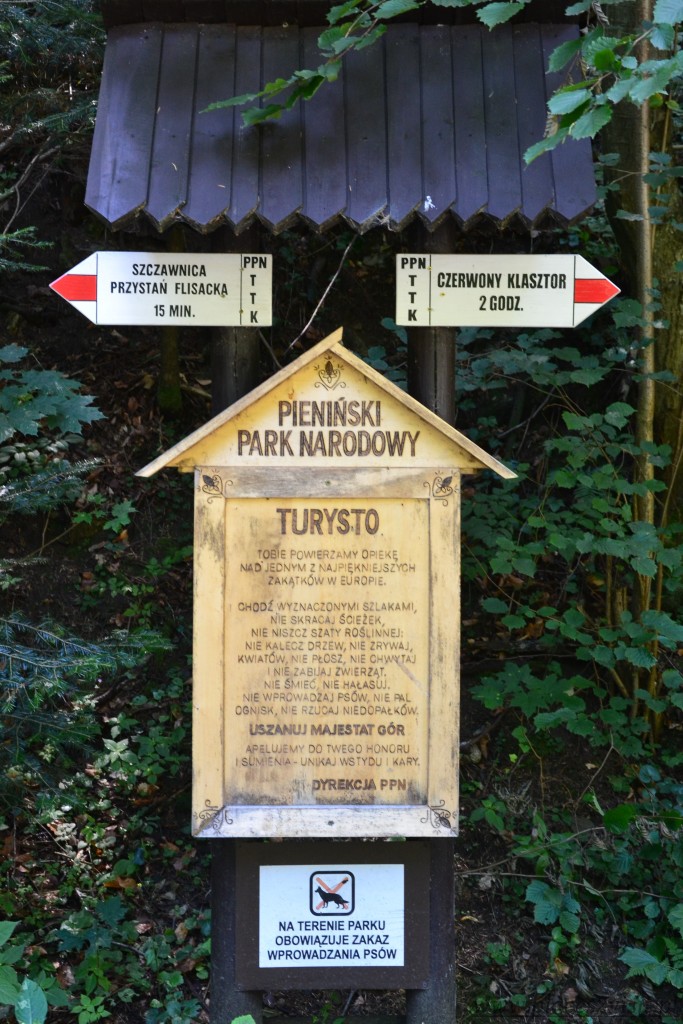 SZCZAWNICA
PRZYSTAŃ FLISACKA
15 MIN.
PPN
T
T
K
PPN
T
T
K
CZERWONY KLASZTOR
2 GODZ.
PIENIŃSKI
PARK NARODOWY
TURYSTO
TOBIE POWIERZAMY OPIEKĘ
NAD JEDNYM Z NAJPIĘKNIEJSZYCH
ZAKĄTKÓW W EUROPIE.
CHODŹ WYZNACZONYMI SZLAKAMI,
NIE SKRACAJ ŚCIEŻEK,
NIE NISZCZ SZATY ROŚLINNEJ:
NIE KALECZ DRZEW, NIE ZRYWAJ,
KWIATÓW, NIE PŁOSZ, NIE CHWYTAJ
I NIE ZABIJAJ ZWIERZĄT.
NIE ŚMIEĆ, NIE HAŁASUJ.
NIE WPROWADZAJ PSÓW, NIE PAL
OGNISK, NIE RZUCAJ NIEDOPAŁKÓW.
USZANUJ MAJESTAT GÓR
APELUJEMY DO TWEGO HONORU
I SUMIENIA - UNIKAJ WSTYDU I KARY.
DYREKCJA PPN
NA TERENIE PARKU
OBOWIĄZUJE ZAKAZ
WPROWADZANIA PSÓW